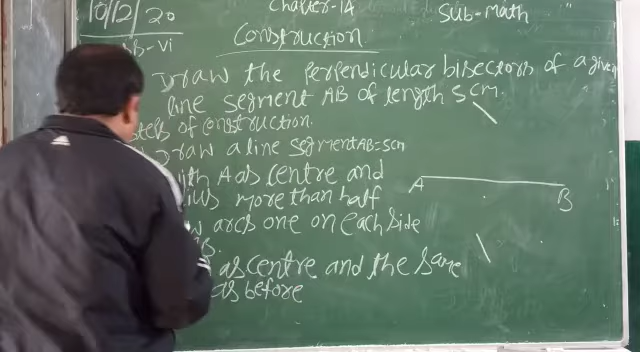 10/12/20 Chapter-14 Sub-Math
VI
Construction
Draw the perpendicular bisectors of a given
line segment AB of length 5cm.
steps of construction.
Draw a line segment AB=5cm
with A as centre and
more than half
arcs one on each side
as centre and the same
as before
A
B